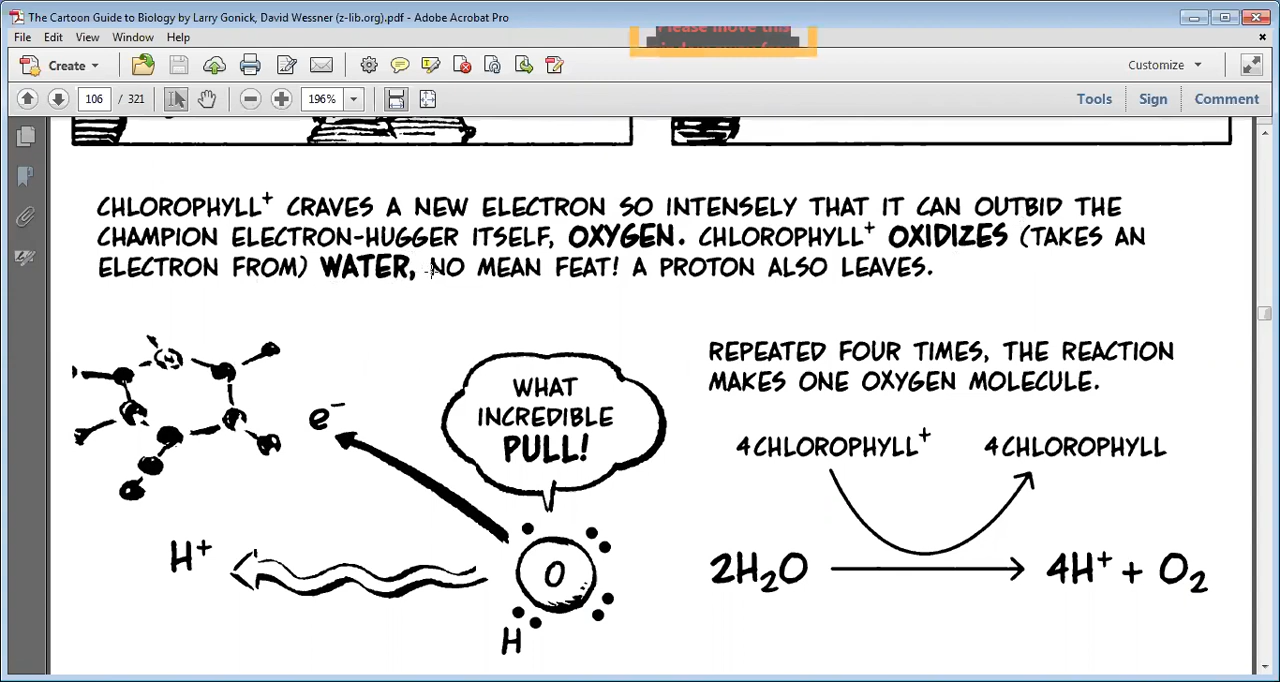 The Cartoon Guide to Biology by Larry Gonick, David Wessner (z-lib.org).pdf - Adobe Acrobat Pro
File Edit View Window Help
Please move this
Create
Customize
106 / 321
196%
Tools Sign Comment
CHLOROPHYLL⁺ CRAVES A NEW ELECTRON SO INTENSELY THAT IT CAN OUTBID THE
CHAMPION ELECTRON-HUGGER ITSELF, OXYGEN. CHLOROPHYLL⁺ OXIDIZES (TAKES AN
ELECTRON FROM) WATER, NO MEAN FEAT! A PROTON ALSO LEAVES.
e⁻
WHAT
INCREDIBLE
PULL!
H⁺
O
H
REPEATED FOUR TIMES, THE REACTION
MAKES ONE OXYGEN MOLECULE.
4CHLOROPHYLL⁺ 4CHLOROPHYLL
2H₂O 4H⁺ + O₂